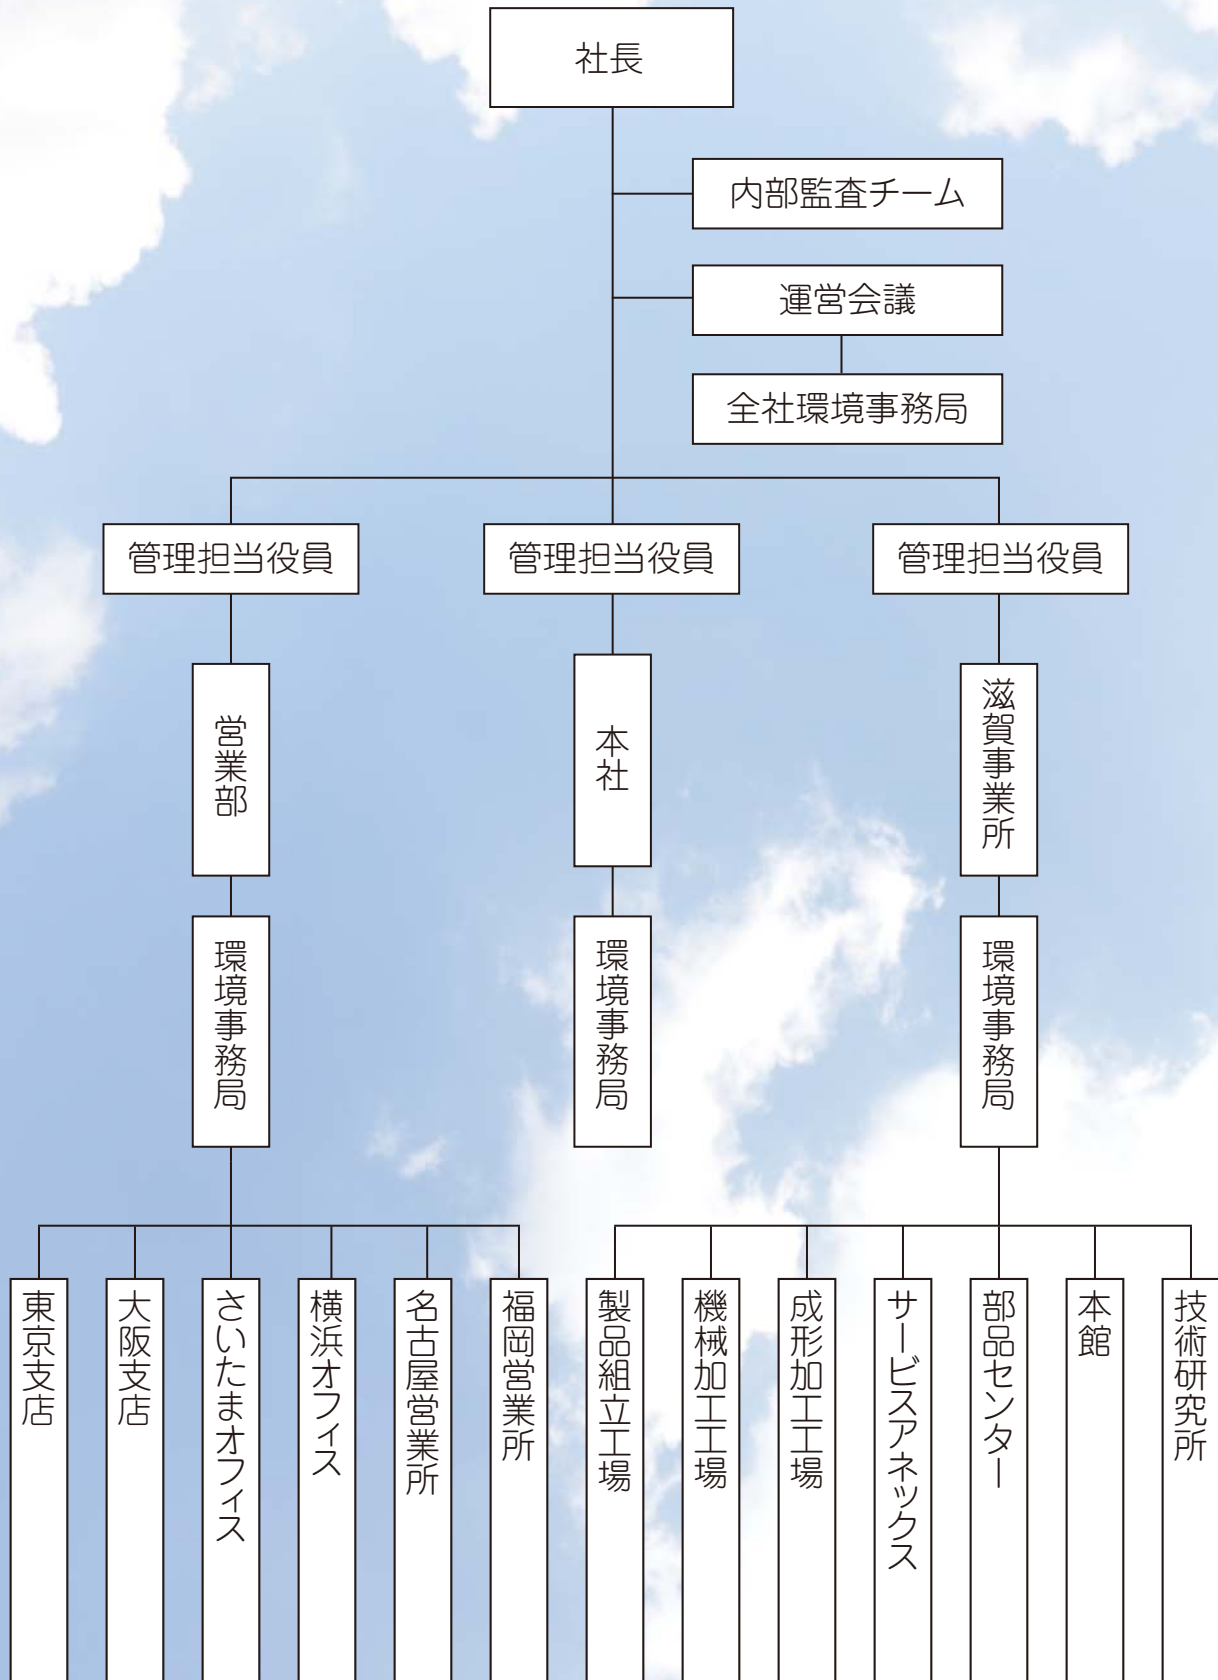 社長
内部監査チーム
運営会議
全社環境事務局
管理担当役員
管理担当役員
管理担当役員
営業部
本社
滋賀事業所
環境事務局
環境事務局
環境事務局
東京支店
大阪支店
さいたまオフィス
横浜オフィス
名古屋営業所
福岡営業所
製品組立工場
機械加工工場
成形加工工場
サービスアネックス
部品センター
本館
技術研究所